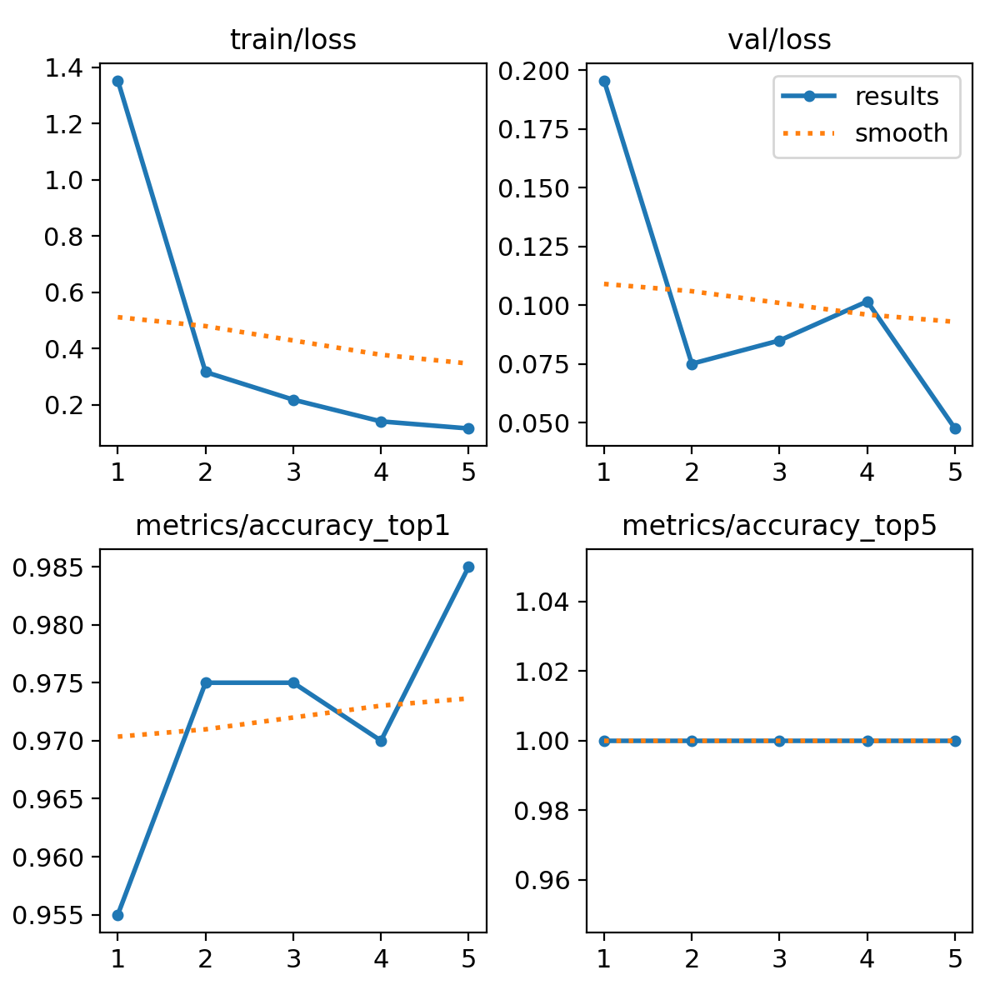 train/loss
1.4
1.2
1.0
0.8
0.6
0.4
0.2
1 2 3 4 5
val/loss
0.200
0.175
0.150
0.125
0.100
0.075
0.050
results
smooth
1 2 3 4 5
metrics/accuracy_top1
0.985
0.980
0.975
0.970
0.965
0.960
0.955
1 2 3 4 5
metrics/accuracy_top5
1.04
1.02
1.00
0.98
0.96
1 2 3 4 5